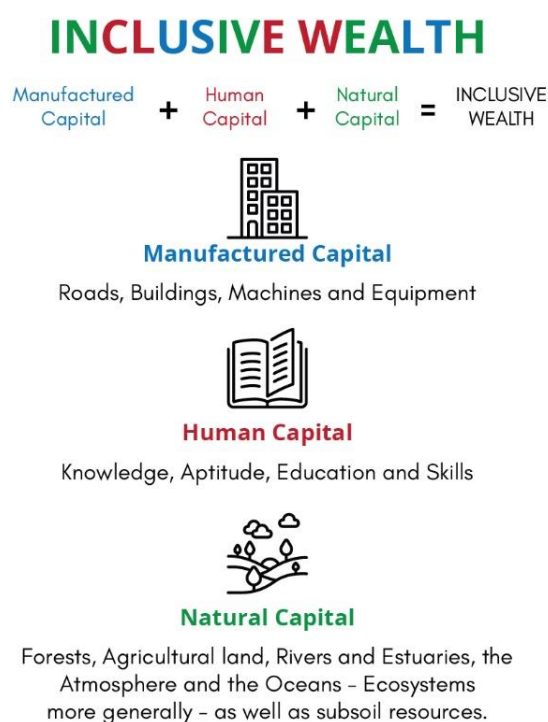 INCLUSIVE WEALTH
Manufactured Capital + Human Capital + Natural Capital = INCLUSIVE WEALTH
Manufactured Capital
Roads, Buildings, Machines and Equipment
Human Capital
Knowledge, Aptitude, Education and Skills
Natural Capital
Forests, Agricultural land, Rivers and Estuaries, the
Atmosphere and the Oceans - Ecosystems
more generally - as well as subsoil resources.